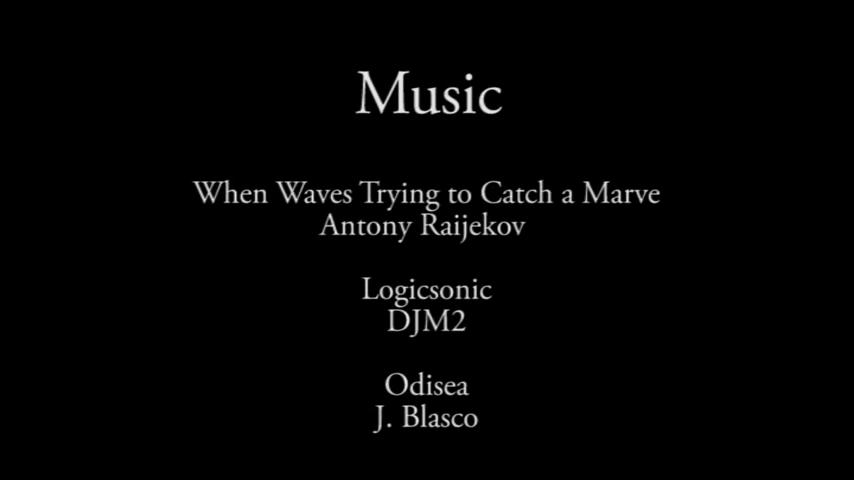 Music
When Waves Trying to Catch a Marve
Antony Raijekov
Logicsonic
DJM2
Odisea
J. Blasco